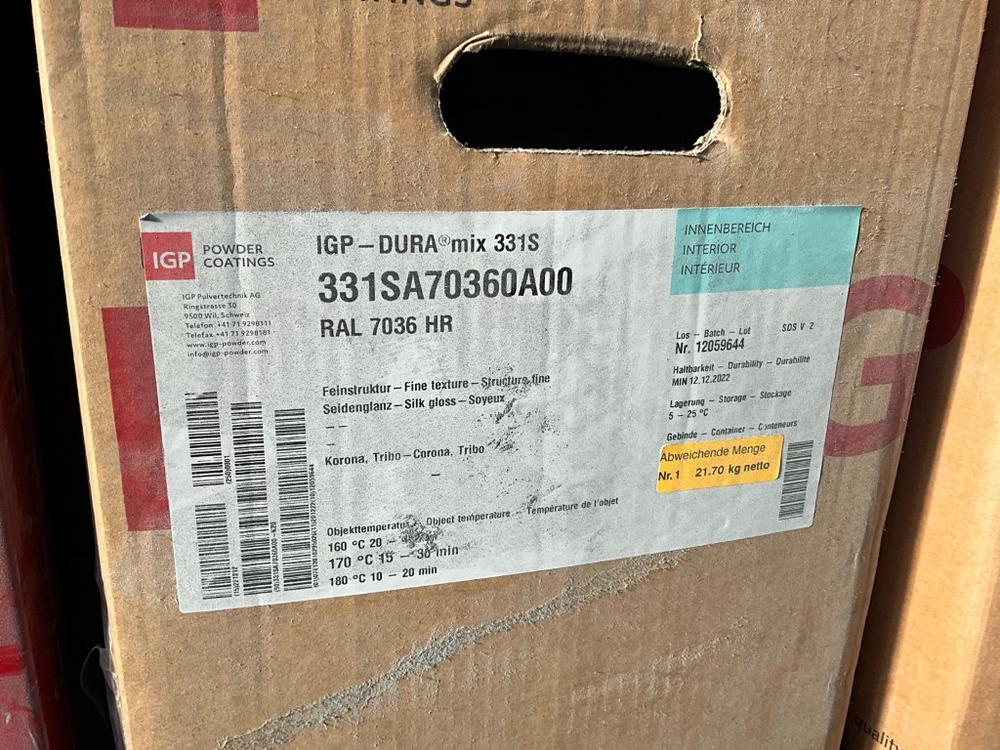 IGP
POWDER
COATINGS
IGP Pulvertechnik AG
Ringstrasse 30
9500 Wil, Schweiz
Telefon +41 71 9298111
Telefax +41 71 9298181
www.igp-powder.com
info@igp-powder.com
IGP – DURA®mix 331S
331SA70360A00
RAL 7036 HR
INNENBEREICH
INTERIOR
INTÉRIEUR
Feinstruktur – Fine texture – Structure fine
Seidenglanz – Silk gloss – Soyeux
– –
–
Korona, Tribo – Corona, Tribo
–
Objekttemperatur – Object temperature – Température de l'objet
160 °C 20 –
170 °C 15 – 30 min
180 °C 10 – 20 min
Los – Batch – Lot SDS V 2
Nr. 12059644
Haltbarkeit – Durability – Durabilité
MIN 12.12.2022
Lagerung – Storage – Stockage
5 – 25 °C
Gebinde – Container – Conteneurs
Abweichende Menge
Nr. 1 21.70 kg netto
G